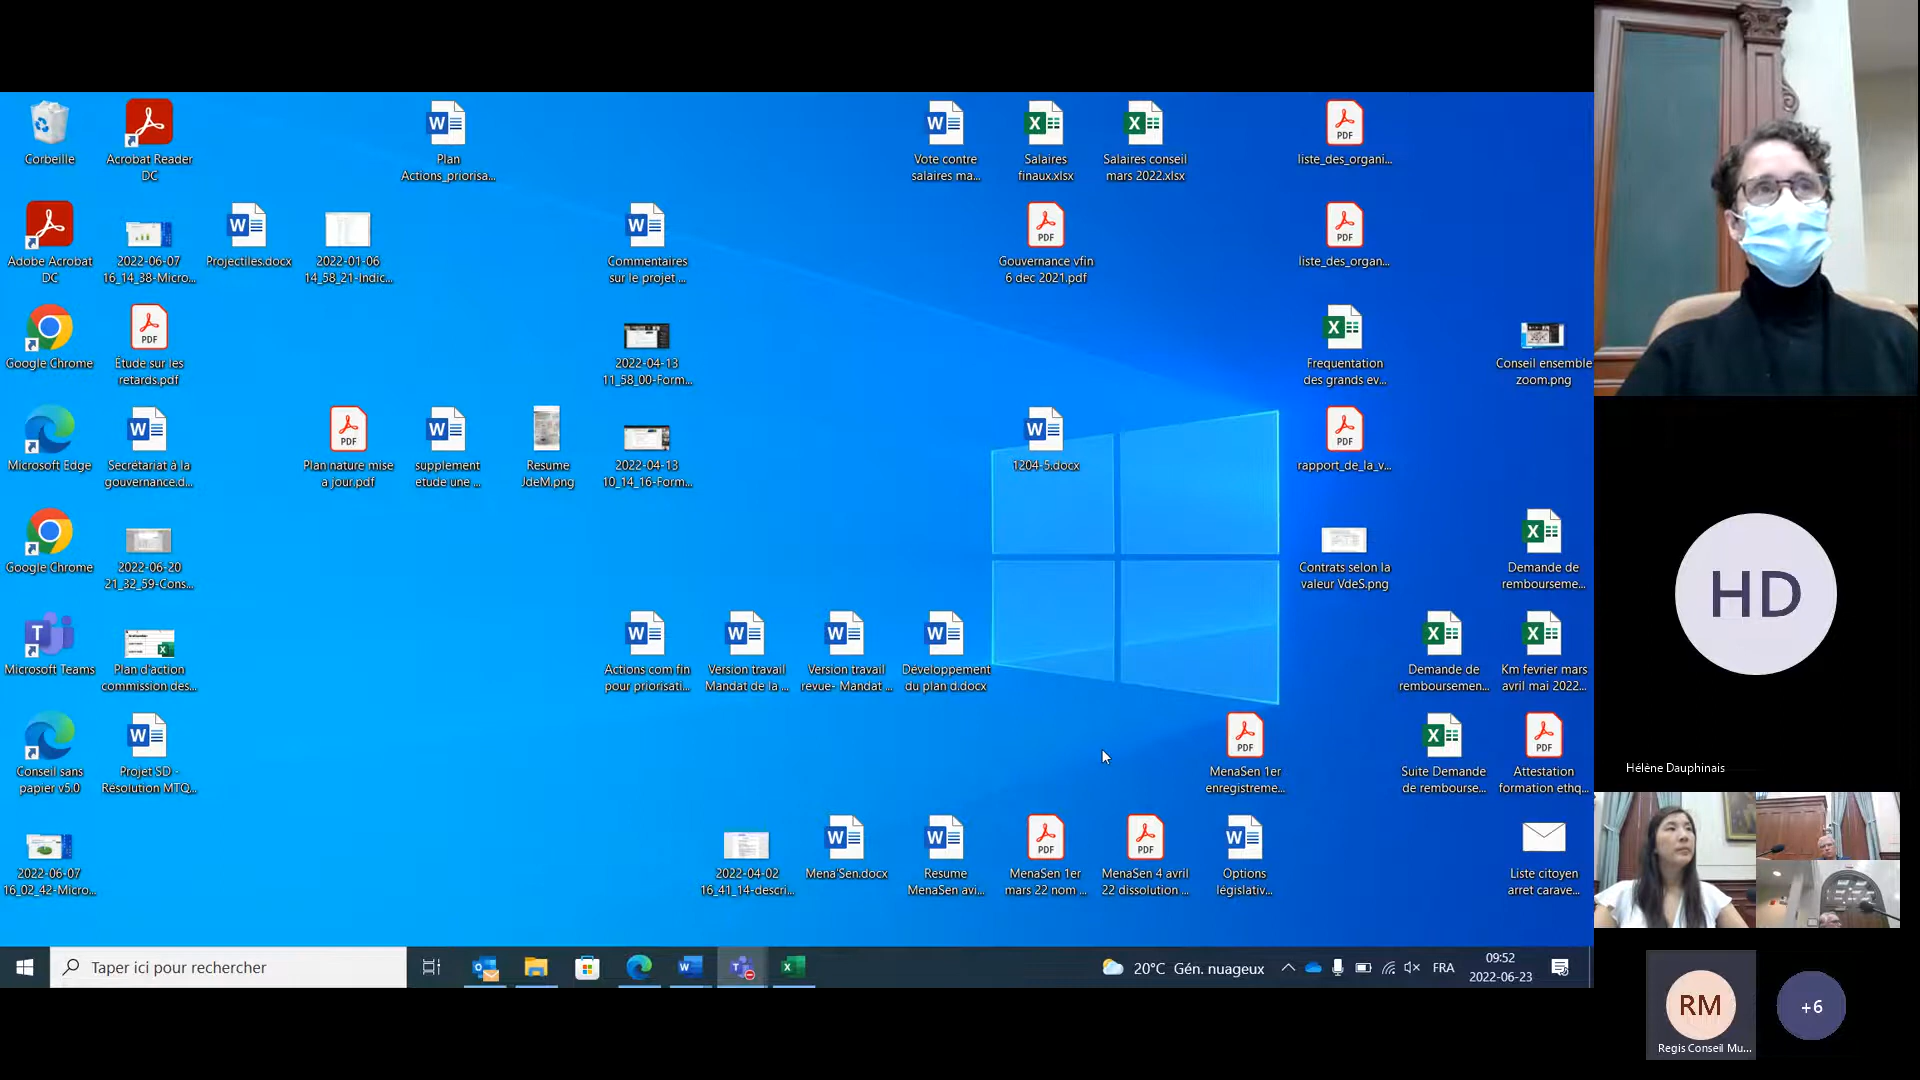 Corbeille
Acrobat Reader
DC
Plan
Actions_priorisa...
Vote contre
salaires ma...
Salaires
finaux.xlsx
Salaires conseil
mars 2022.xlsx
liste_des_organi...
Adobe Acrobat
DC
2022-06-07
16_14_38-Micro...
Projectiles.docx
2022-01-06
14_58_21-Indic...
Commentaires
sur le projet ...
Gouvernance vfin
6 dec 2021.pdf
liste_des_organ...
Google Chrome
Étude sur les
retards.pdf
2022-04-13
11_58_00-Form...
Frequentation
des grands ev...
Conseil ensemble
zoom.png
Microsoft Edge
Secrétariat à la
gouvernance.d...
Plan nature mise
a jour.pdf
supplement
etude une ...
Resume
JdeM.png
2022-04-13
10_14_16-Form...
1204-5.docx
rapport_de_la_v...
Google Chrome
2022-06-20
21_32_59-Cons...
Contrats selon la
valeur VdeS.png
Demande de
rembourseme...
HD
Microsoft Teams
Plan d'action
commission des...
Actions com fin
pour priorisati...
Version travail
Mandat de la ...
Version travail
revue- Mandat ...
Développement
du plan d.docx
Demande de
remboursemen...
Km fevrier mars
avril mai 2022...
Conseil sans
papier v5.0
Projet SD -
Résolution MTQ...
MenaSen 1er
enregistreme...
Suite Demande
de rembourse...
Attestation
formation ethq...
Hélène Dauphinais
2022-06-07
16_02_42-Micro...
2022-04-02
16_41_14-descri...
Mena'Sen.docx
Resume
MenaSen avi...
MenaSen 1er
mars 22 nom ...
MenaSen 4 avril
22 dissolution ...
Options
législativ...
Liste citoyen
arret carave...
Taper ici pour rechercher
20°C Gén. nuageux
FRA
09:52
2022-06-23
RM
+6
Regis Conseil Mu...